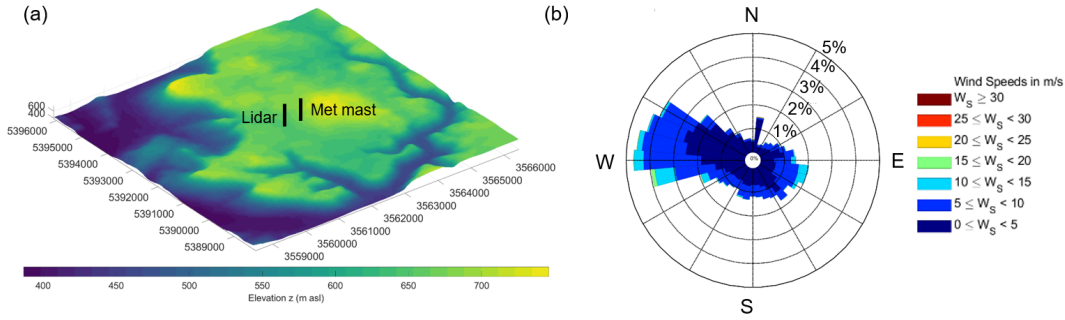 (a)
Lidar
Met mast
600
400
5396000
5395000
5394000
5393000
5392000
5391000
5390000
5389000
3566000
3565000
3564000
3563000
3562000
3561000
3560000
3559000
400 450 500 550 600 650 700
Elevation z (m asl)
(b)
N
5%
4%
3%
2%
1%
0%
W
E
S
Wind Speeds in m/s
W_S ≥ 30
25 ≤ W_S < 30
20 ≤ W_S < 25
15 ≤ W_S < 20
10 ≤ W_S < 15
5 ≤ W_S < 10
0 ≤ W_S < 5